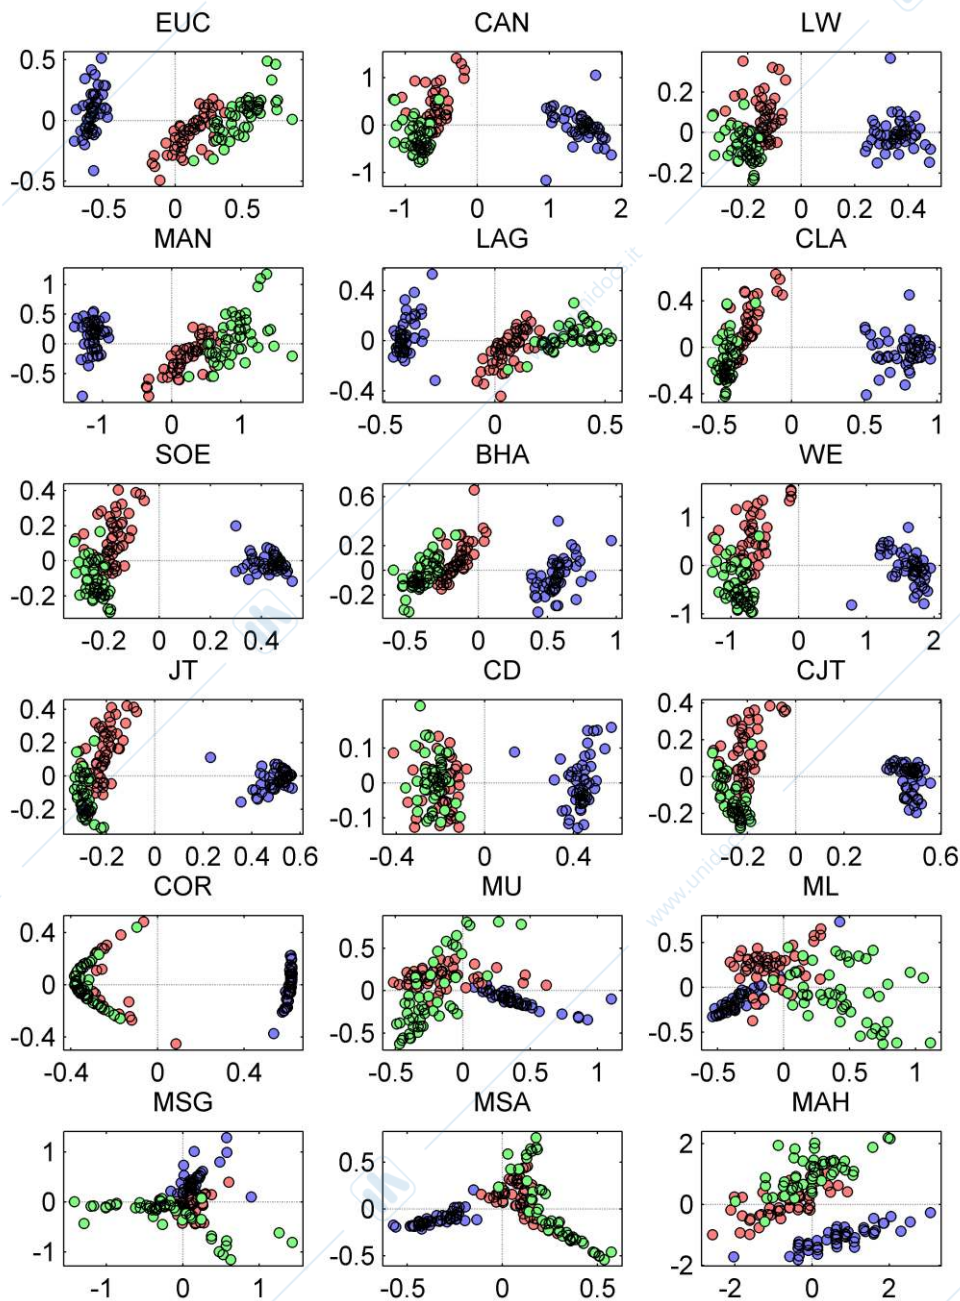 EUC CAN LW
0.5 1 0.2
0 0 0
-0.5 -1 -0.2
-0.5 0 0.5 -1 0 1 2 -0.2 0 0.2 0.4
MAN LAG CLA
1 0.4 0.4
0.5
0 0 0
-0.5 -0.4 -0.4
-1 0 1 -0.5 0 0.5 -0.5 0 0.5 1
unidocs.it
SOE BHA WE
0.4 0.6 1
0.2 0.2
0 0 0
-0.2 -0.2 -1
-0.2 0 0.2 0.4 -0.5 0 0.5 1 -1 0 1 2
JT CD CJT
0.4 0.1 0.4
0.2 0.2
0 0 0
-0.2 -0.1 -0.2
-0.2 0 0.2 0.4 0.6 -0.4 0 0.4 -0.2 0 0.2 0.6
www.unidoc
COR MU ML
0.4 0.5 0.5
0 0 0
-0.4 -0.5 -0.5
-0.4 0 0.4 -0.5 0 0.5 1 -0.5 0 0.5 1
MSG MSA MAH
1 0.5 2
0 0 0
-1 -0.5 -2
-1 0 1 -0.5 0 0.5 -2 0 2